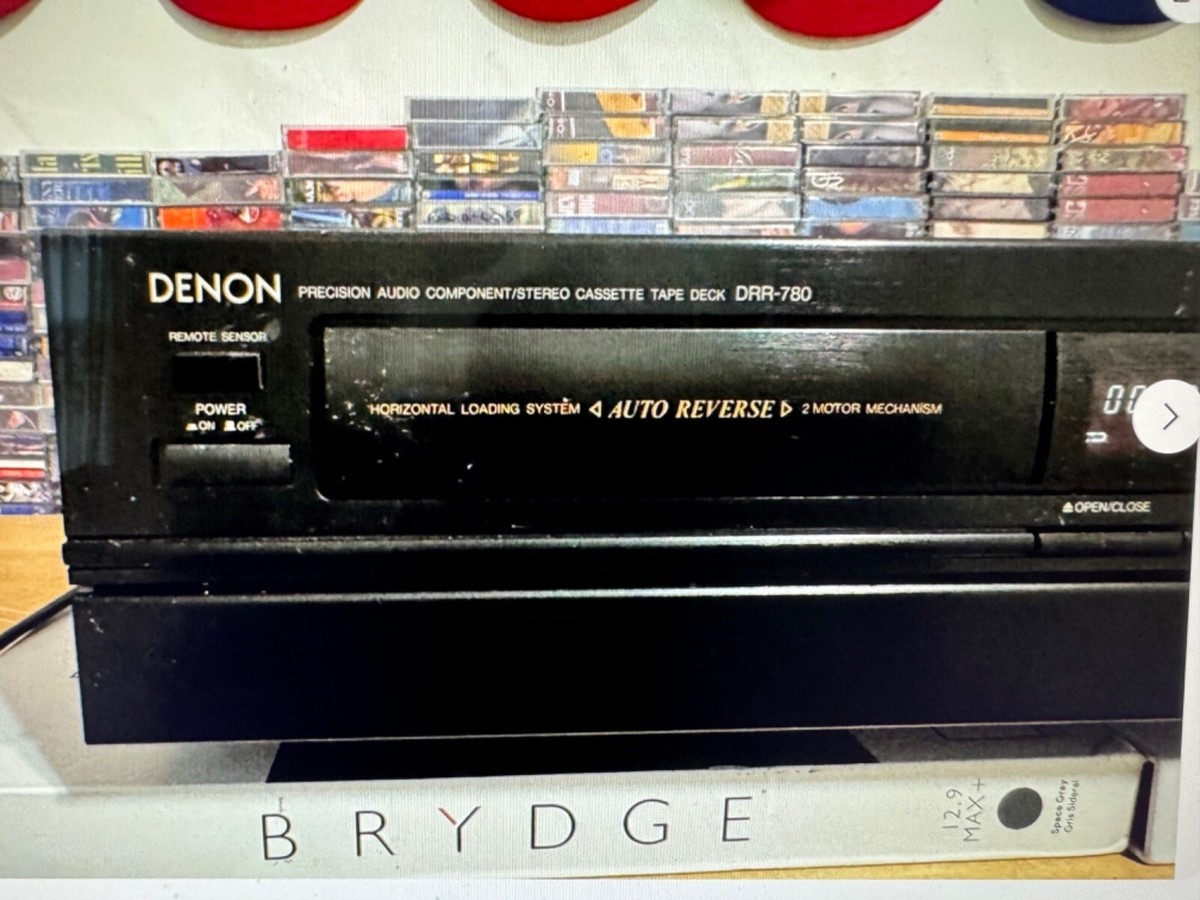 DENON PRECISION AUDIO COMPONENT/STEREO CASSETTE TAPE DECK DRR-780
REMOTE SENSOR
POWER
ON OFF
HORIZONTAL LOADING SYSTEM AUTO REVERSE 2 MOTOR MECHANISM
OPEN/CLOSE
BRYDGE
12.9
MAX+
Space Gray
Gris Sidéral